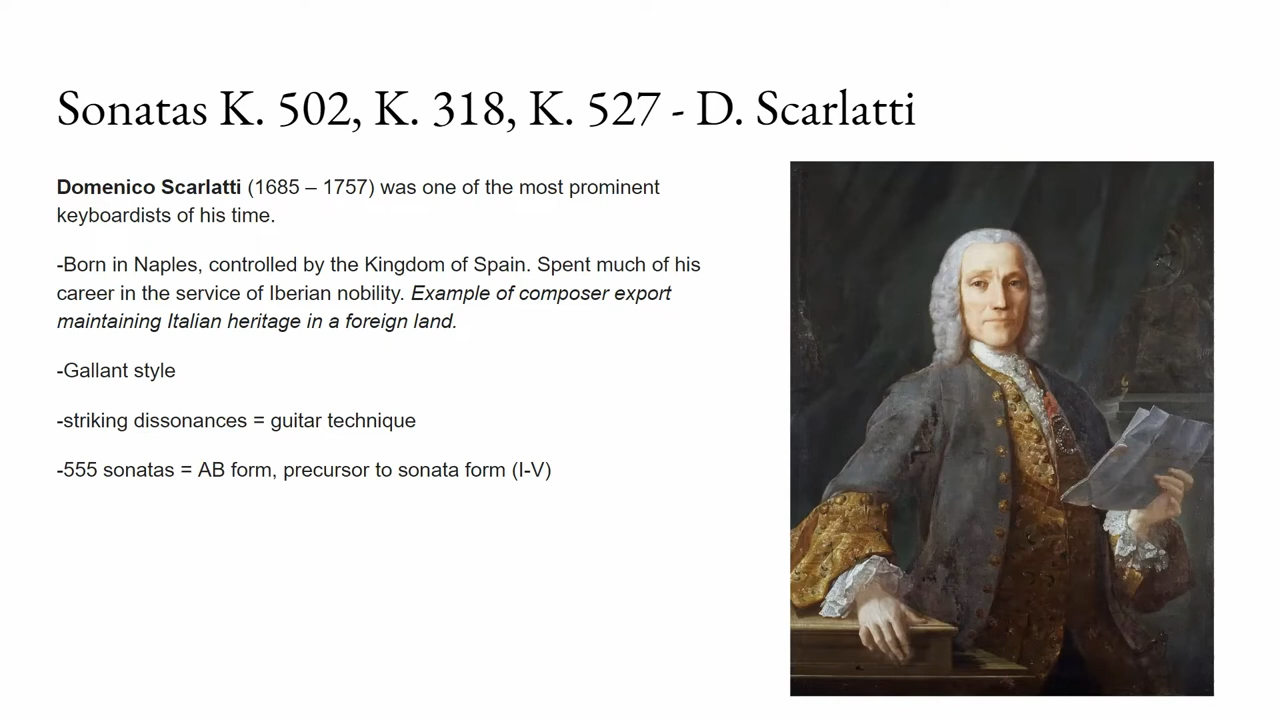 Sonatas K. 502, K. 318, K. 527 - D. Scarlatti
Domenico Scarlatti (1685 – 1757) was one of the most prominent
keyboardists of his time.
-Born in Naples, controlled by the Kingdom of Spain. Spent much of his
career in the service of Iberian nobility. Example of composer export
maintaining Italian heritage in a foreign land.
-Gallant style
-striking dissonances = guitar technique
-555 sonatas = AB form, precursor to sonata form (I-V)